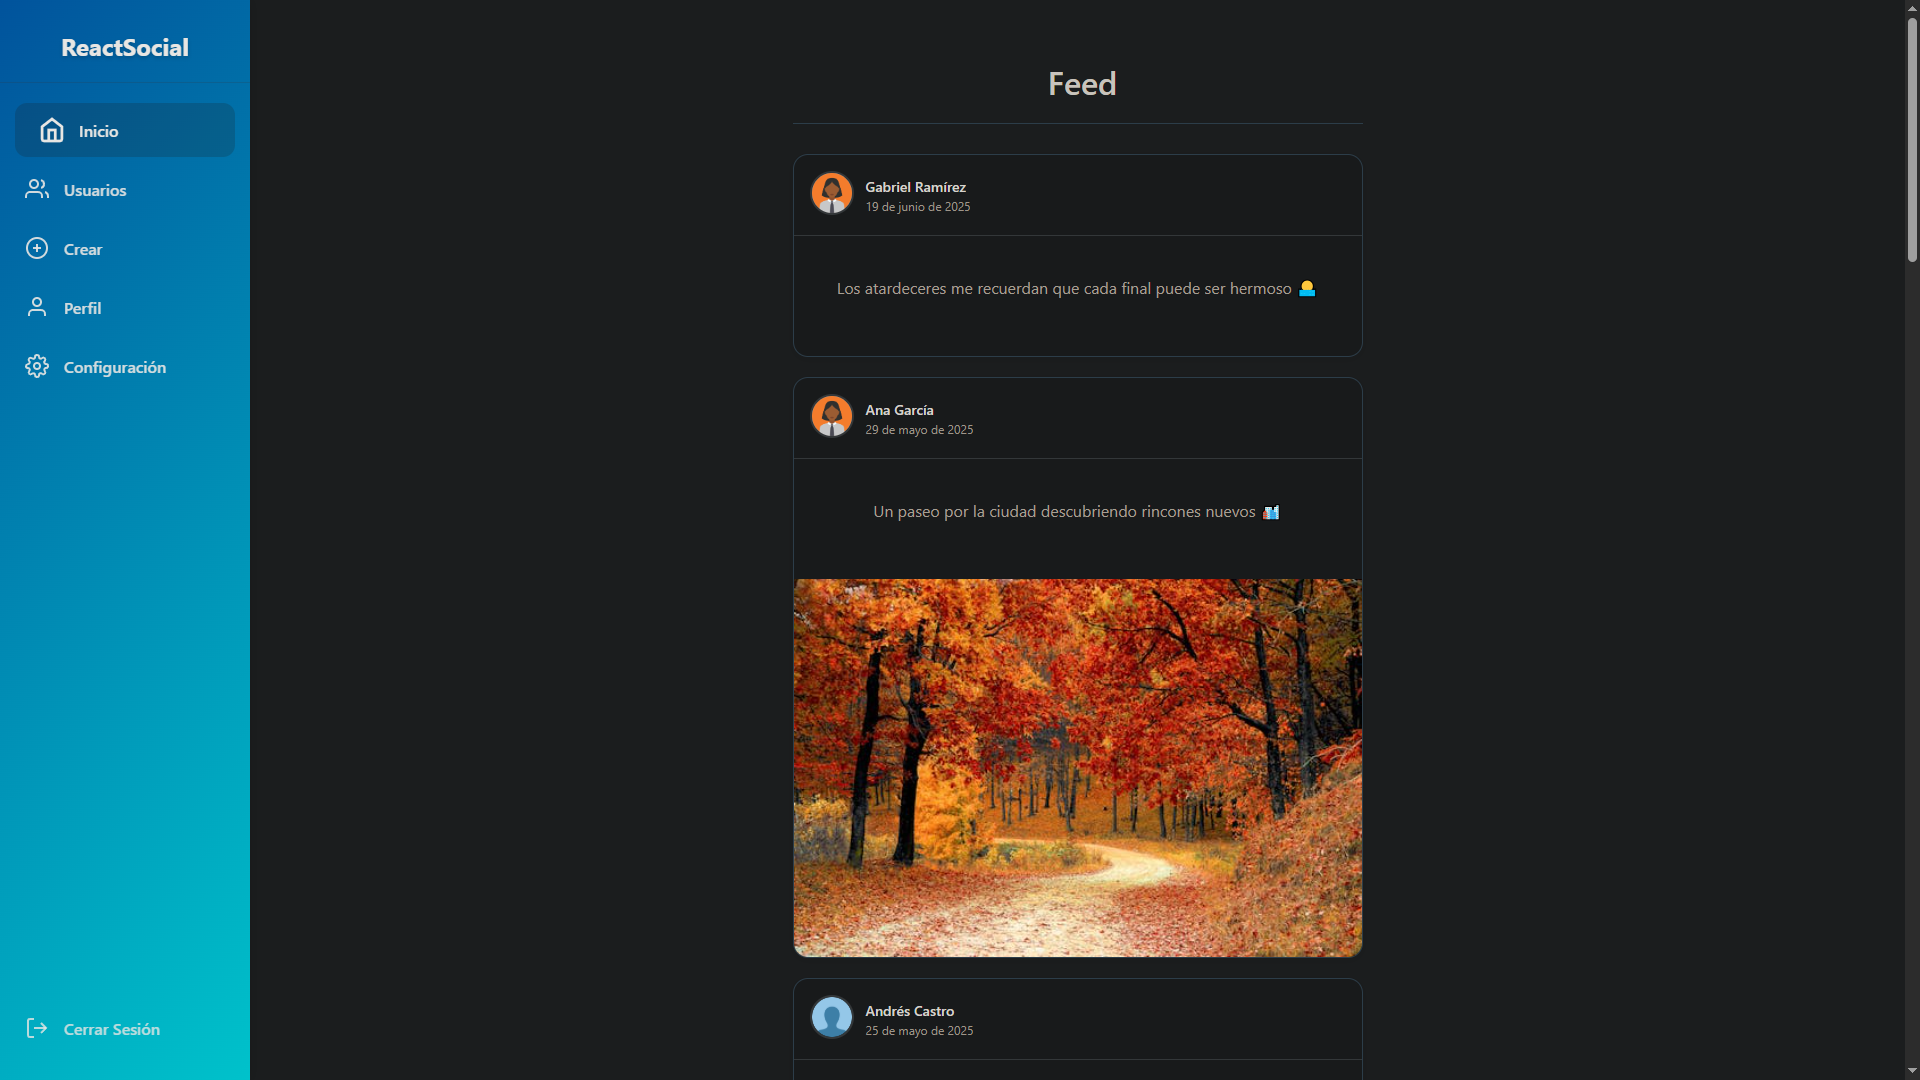 ReactSocial
Inicio
Usuarios
Crear
Perfil
Configuración
Cerrar Sesión
Feed
Gabriel Ramírez
19 de junio de 2025
Los atardeceres me recuerdan que cada final puede ser hermoso
Ana García
29 de mayo de 2025
Un paseo por la ciudad descubriendo rincones nuevos
Andrés Castro
25 de mayo de 2025